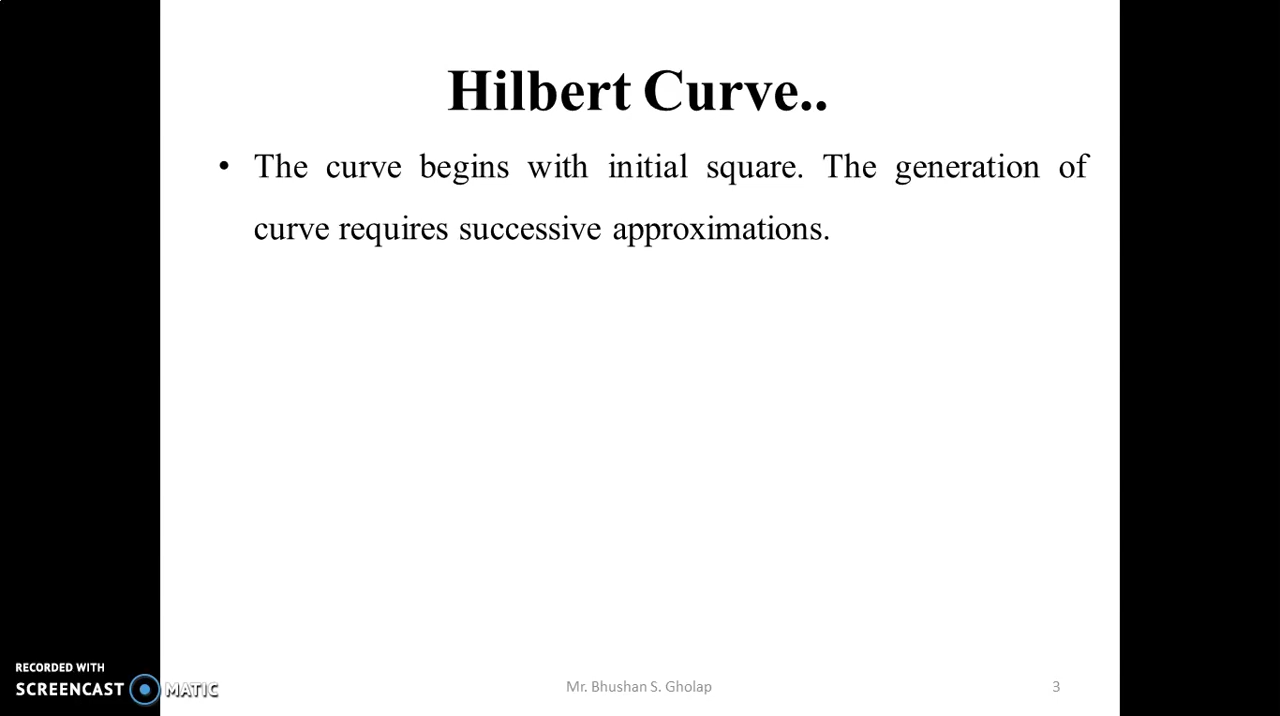 Hilbert Curve..
• The curve begins with initial square. The generation of
curve requires successive approximations.
RECORDED WITH
SCREENCAST MATIC
Mr. Bhushan S. Gholap
3